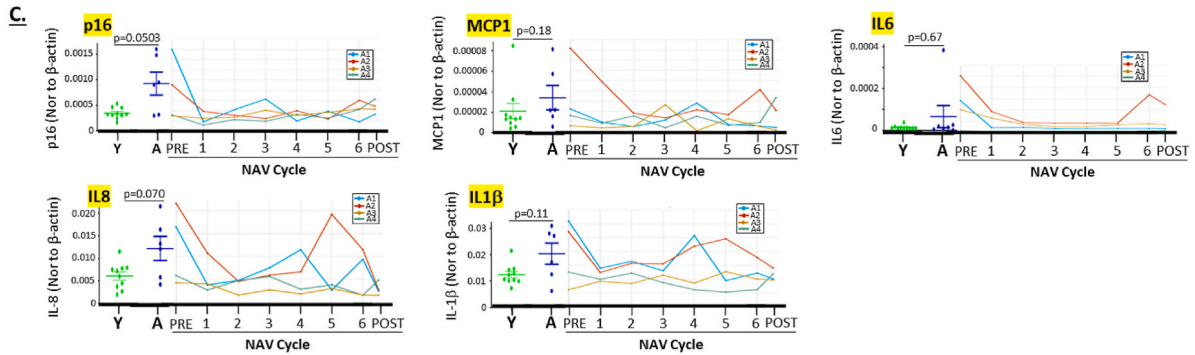 C.
p16
p=0.0503
p16 (Nor to β-actin)
0.0015
0.0010
0.0005
0
A1
A2
A3
A4
Y A PRE 1 2 3 4 5 6 POST
NAV Cycle
MCP1
p=0.18
MCP1 (Nor to β-actin)
0.00008
0.00006
0.00004
0.00002
0
A1
A2
A3
A4
Y A PRE 1 2 3 4 5 6 POST
NAV Cycle
IL6
p=0.67
IL6 (Nor to β-actin)
0.0004
0.0002
0
A1
A2
A3
A4
Y A PRE 1 2 3 4 5 6 POST
NAV Cycle
IL8
p=0.070
IL-8 (Nor to β-actin)
0.020
0.015
0.010
0.005
0
A1
A2
A3
A4
Y A PRE 1 2 3 4 5 6 POST
NAV Cycle
IL1β
p=0.11
IL-1β (Nor to β-actin)
0.03
0.02
0.01
0
A1
A2
A3
A4
Y A PRE 1 2 3 4 5 6 POST
NAV Cycle